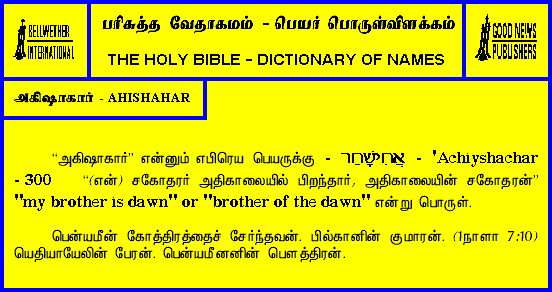 BELLWETHER
INTERNATIONAL
பரிசுத்த வேதாகமம் - பெயர் பொருள்விளக்கம்
THE HOLY BIBLE - DICTIONARY OF NAMES
GOOD NEWS
PUBLISHERS
அகிஷாகார் - AHISHAHAR
“அகிஷாகார்” என்னும் எபிரெய பெயருக்கு - אֲחִישָׁחַר - 'Achiyshachar
- 300 “(என்) சகோதரர் அதிகாலையில் பிறந்தார், அதிகாலையின் சகோதரன்”
"my brother is dawn" or "brother of the dawn" என்று பொருள்.
பென்யமீன் கோத்திரத்தைச் சேர்ந்தவன். பில்கானின் குமாரன். (1நாளா 7:10)
யெதியாயேலின் பேரன். பென்யமீனனின் பௌத்திரன்.